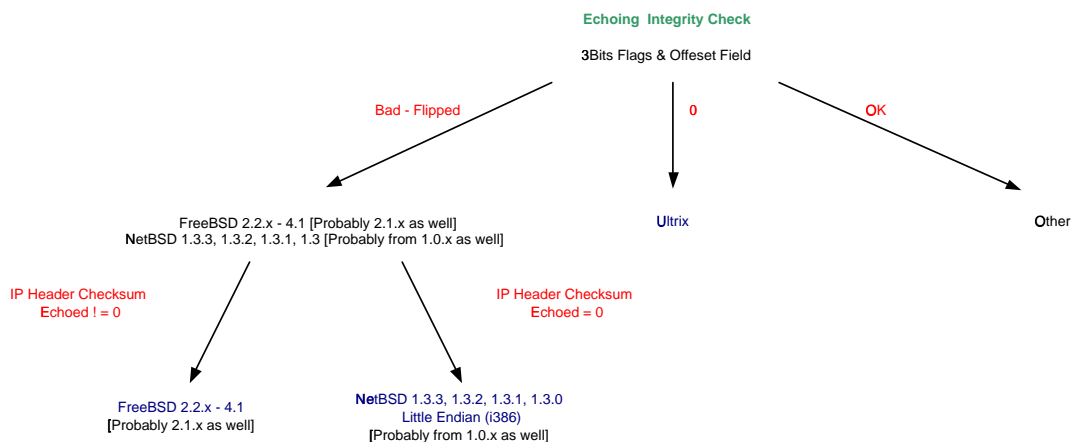 Echoing Integrity Check
3Bits Flags & Offeset Field
Bad - Flipped
0
OK
FreeBSD 2.2.x - 4.1 [Probably 2.1.x as well]
NetBSD 1.3.3, 1.3.2, 1.3.1, 1.3 [Probably from 1.0.x as well]
Ultrix
Other
IP Header Checksum
Echoed ! = 0
IP Header Checksum
Echoed = 0
FreeBSD 2.2.x - 4.1
[Probably 2.1.x as well]
NetBSD 1.3.3, 1.3.2, 1.3.1, 1.3.0
Little Endian (i386)
[Probably from 1.0.x as well]